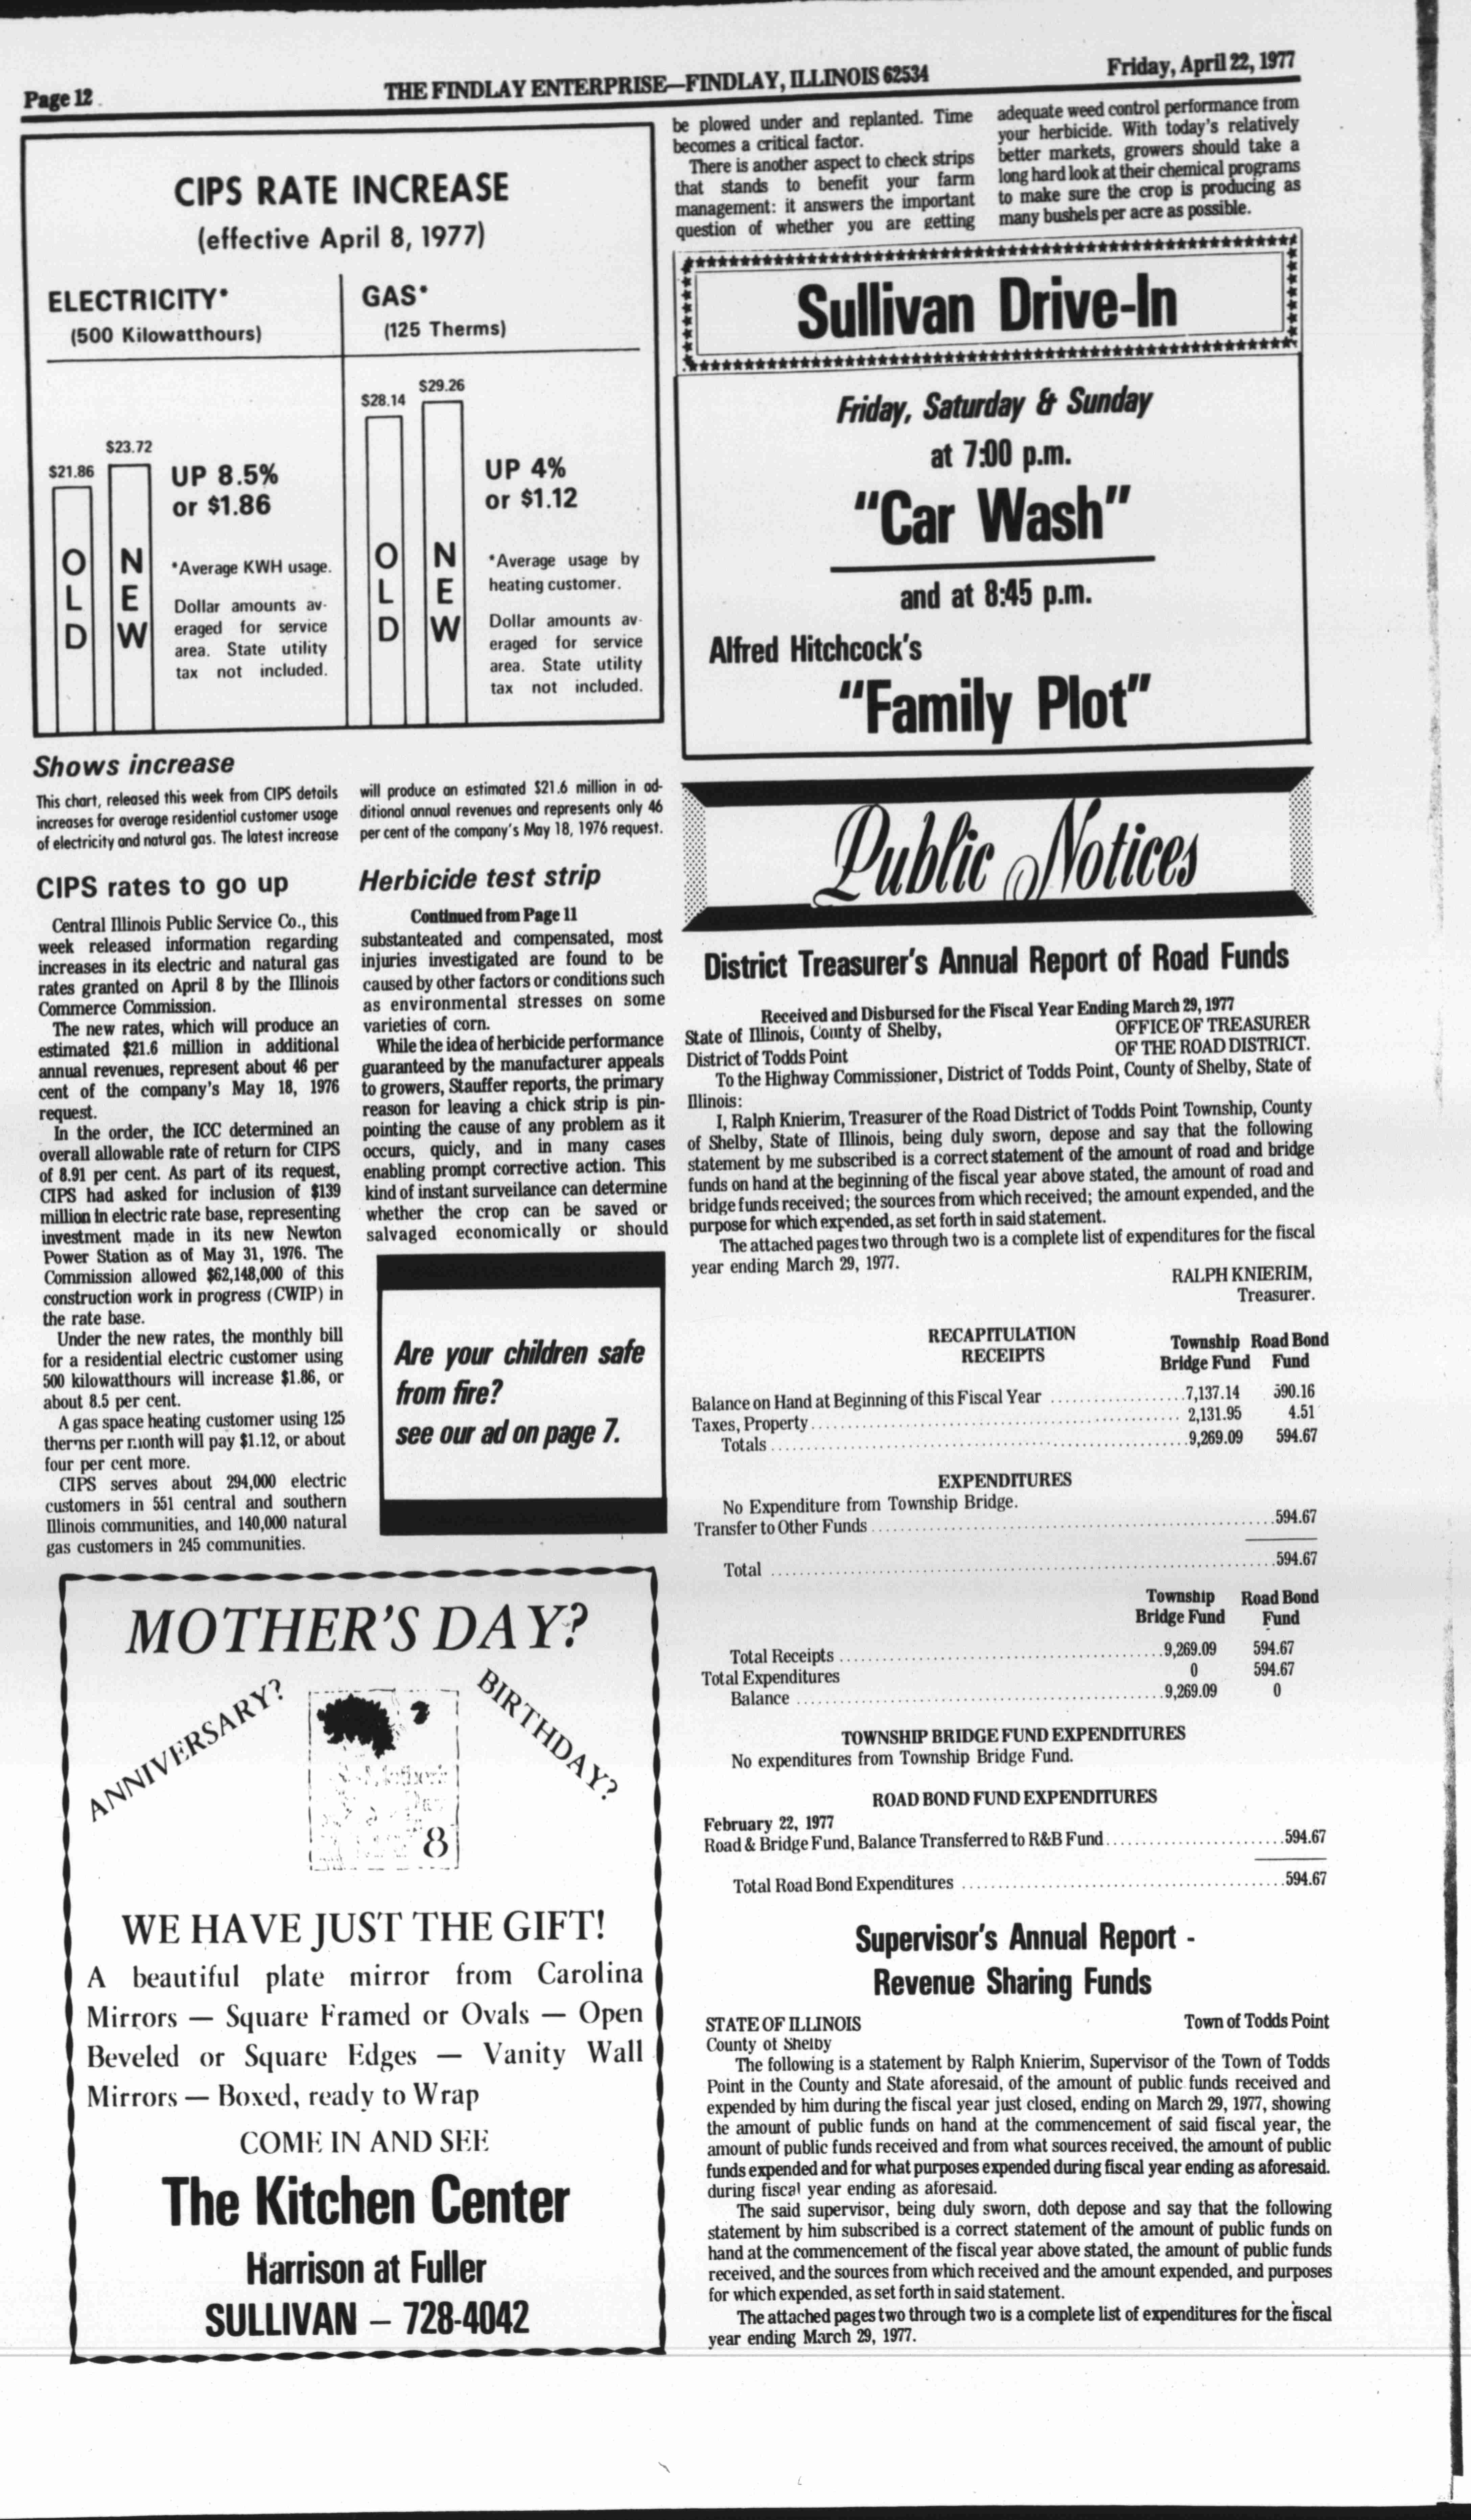 Page 12
THE FINDLAY ENTERPRISE—FINDLAY, ILLINOIS 62534
Friday, April 22, 1977
CIPS RATE INCREASE
(effective April 8, 1977)
ELECTRICITY*
(500 Kilowatthours)
$21.86
$23.72
OLD
NEW
UP 8.5%
or $1.86
*Average KWH usage.
Dollar amounts av-
eraged for service
area. State utility
tax not included.
GAS*
(125 Therms)
$28.14
$29.26
OLD
NEW
UP 4%
or $1.12
*Average usage by
heating customer.
Dollar amounts av-
eraged for service
area. State utility
tax not included.
Shows increase
This chart, released this week from CIPS details
increases for average residential customer usage
of electricity and natural gas. The latest increase
will produce an estimated $21.6 million in ad-
ditional annual revenues and represents only 46
per cent of the company's May 18, 1976 request.
CIPS rates to go up
Central Illinois Public Service Co., this
week released information regarding
increases in its electric and natural gas
rates granted on April 8 by the Illinois
Commerce Commission.
The new rates, which will produce an
estimated $21.6 million in additional
annual revenues, represent about 46 per
cent of the company's May 18, 1976
request.
In the order, the ICC determined an
overall allowable rate of return for CIPS
of 8.91 per cent. As part of its request,
CIPS had asked for inclusion of $139
million in electric rate base, representing
investment made in its new Newton
Power Station as of May 31, 1976. The
Commission allowed $62,148,000 of this
construction work in progress (CWIP) in
the rate base.
Under the new rates, the monthly bill
for a residential electric customer using
500 kilowatthours will increase $1.86, or
about 8.5 per cent.
A gas space heating customer using 125
therms per month will pay $1.12, or about
four per cent more.
CIPS serves about 294,000 electric
customers in 551 central and southern
Illinois communities, and 140,000 natural
gas customers in 245 communities.
Herbicide test strip
Continued from Page 11
substanteated and compensated, most
injuries investigated are found to be
caused by other factors or conditions such
as environmental stresses on some
varieties of corn.
While the idea of herbicide performance
guaranteed by the manufacturer appeals
to growers, Stauffer reports, the primary
reason for leaving a chick strip is pin-
pointing the cause of any problem as it
occurs, quicly, and in many cases
enabling prompt corrective action. This
kind of instant surveilance can determine
whether the crop can be saved or
salvaged economically or should
be plowed under and replanted. Time
becomes a critical factor.
There is another aspect to check strips
that stands to benefit your farm
management: it answers the important
question of whether you are getting
adequate weed control performance from
your herbicide. With today's relatively
better markets, growers should take a
long hard look at their chemical programs
to make sure the crop is producing as
many bushels per acre as possible.
Are your children safe
from fire?
see our ad on page 7.
MOTHER'S DAY?
ANNIVERSARY?
BIRTHDAY?
8
WE HAVE JUST THE GIFT!
A beautiful plate mirror from Carolina
Mirrors — Square Framed or Ovals — Open
Beveled or Square Edges — Vanity Wall
Mirrors — Boxed, ready to Wrap
COME IN AND SEE
The Kitchen Center
Harrison at Fuller
SULLIVAN — 728-4042
Sullivan Drive-In
Friday, Saturday & Sunday
at 7:00 p.m.
"Car Wash"
and at 8:45 p.m.
Alfred Hitchcock's
"Family Plot"
Public Notices
District Treasurer's Annual Report of Road Funds
Received and Disbursed for the Fiscal Year Ending March 29, 1977
State of Illinois, County of Shelby, OFFICE OF TREASURER
District of Todds Point OF THE ROAD DISTRICT.
To the Highway Commissioner, District of Todds Point, County of Shelby, State of
Illinois:
I, Ralph Knierim, Treasurer of the Road District of Todds Point Township, County
of Shelby, State of Illinois, being duly sworn, depose and say that the following
statement by me subscribed is a correct statement of the amount of road and bridge
funds on hand at the beginning of the fiscal year above stated, the amount of road and
bridge funds received; the sources from which received; the amount expended, and the
purpose for which expended, as set forth in said statement.
The attached pages two through two is a complete list of expenditures for the fiscal
year ending March 29, 1977.
RALPH KNIERIM,
Treasurer.
RECAPITULATION
RECEIPTS
Township Road Bond
Bridge Fund Fund
Balance on Hand at Beginning of this Fiscal Year ..... 7,137.14 590.16
Taxes, Property ..... 2,131.95 4.51
Totals ..... 9,269.09 594.67
EXPENDITURES
No Expenditure from Township Bridge.
Transfer to Other Funds ..... 594.67
Total ..... 594.67
Township Road Bond
Bridge Fund Fund
Total Receipts ..... 9,269.09 594.67
Total Expenditures 0 594.67
Balance ..... 9,269.09 0
TOWNSHIP BRIDGE FUND EXPENDITURES
No expenditures from Township Bridge Fund.
ROAD BOND FUND EXPENDITURES
February 22, 1977
Road & Bridge Fund, Balance Transferred to R&B Fund ..... 594.67
Total Road Bond Expenditures ..... 594.67
Supervisor's Annual Report -
Revenue Sharing Funds
STATE OF ILLINOIS Town of Todds Point
County of Shelby
The following is a statement by Ralph Knierim, Supervisor of the Town of Todds
Point in the County and State aforesaid, of the amount of public funds received and
expended by him during the fiscal year just closed, ending on March 29, 1977, showing
the amount of public funds on hand at the commencement of said fiscal year, the
amount of public funds received and from what sources received, the amount of public
funds expended and for what purposes expended during fiscal year ending as aforesaid.
during fiscal year ending as aforesaid.
The said supervisor, being duly sworn, doth depose and say that the following
statement by him subscribed is a correct statement of the amount of public funds on
hand at the commencement of the fiscal year above stated, the amount of public funds
received, and the sources from which received and the amount expended, and purposes
for which expended, as set forth in said statement.
The attached pages two through two is a complete list of expenditures for the fiscal
year ending March 29, 1977.